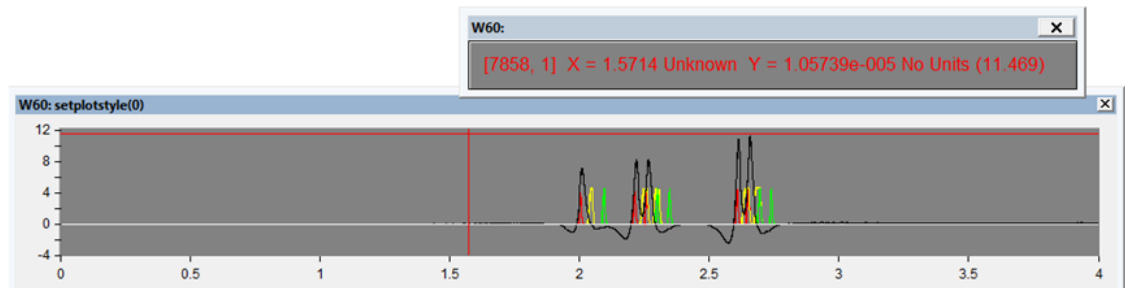 W60:
[7858, 1] X = 1.5714 Unknown Y = 1.05739e-005 No Units (11.469)
W60: setplotstyle(0)
12
8
4
0
-4
0 0.5 1 1.5 2 2.5 3 3.5 4